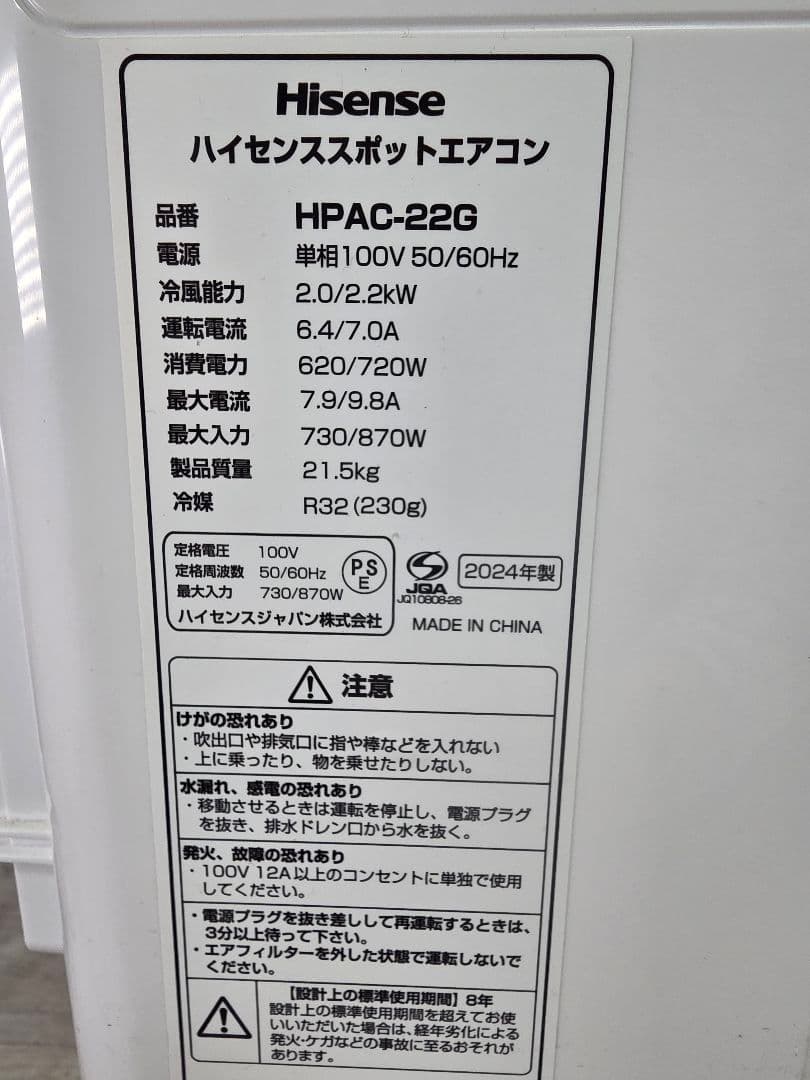 Hisense
ハイセンススポットエアコン
品番 HPAC-22G
電源 単相100V 50/60Hz
冷風能力 2.0/2.2kW
運転電流 6.4/7.0A
消費電力 620/720W
最大電流 7.9/9.8A
最大入力 730/870W
製品質量 21.5kg
冷媒 R32(230g)
定格電圧 100V
定格周波数 50/60Hz
最大入力 730/870W
ハイセンスジャパン株式会社
PS
E
JQA
JQ10808-26
2024年製
MADE IN CHINA
注意
けがの恐れあり
・吹出口や排気口に指や棒などを入れない
・上に乗ったり、物を乗せたりしない。
水漏れ、感電の恐れあり
・移動させるときは運転を停止し、電源プラグ
を抜き、排水ドレン口から水を抜く。
発火、故障の恐れあり
・100V 12A以上のコンセントに単独で使用
してください。
・電源プラグを抜き差しして再運転するときは、
3分以上待って下さい。
・エアフィルターを外した状態で運転しないで
ください。
【設計上の標準使用期間】8年
設計上の標準使用期間を超えてお使
いいただいた場合は、経年劣化による
発火・ケガなどの事故に至るおそれが
あります。